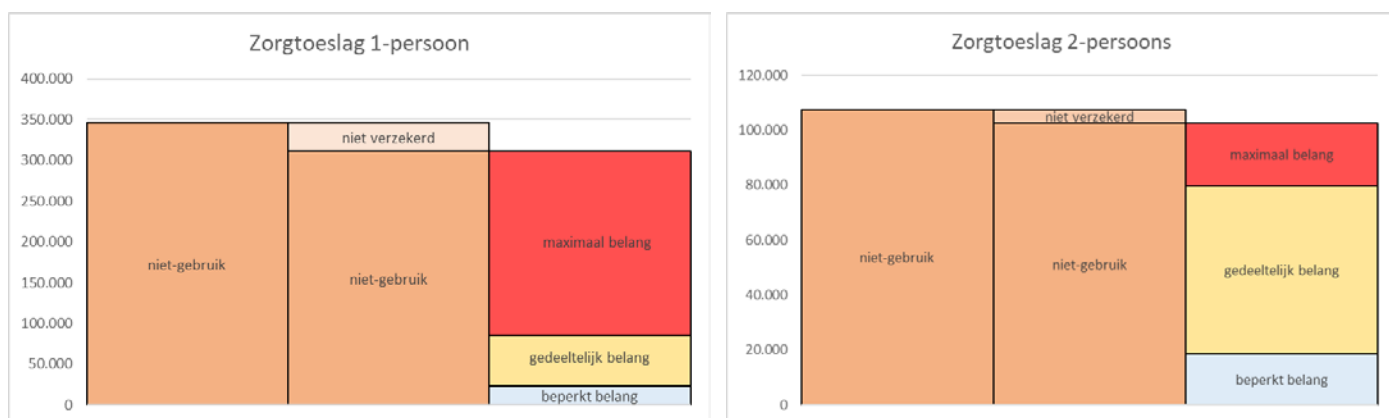 Zorgtoeslag 1-persoon
400.000
350.000
300.000
250.000
200.000
150.000
100.000
50.000
0
niet-gebruik
niet verzekerd
niet-gebruik
maximaal belang
gedeeltelijk belang
beperkt belang
Zorgtoeslag 2-persoons
120.000
100.000
80.000
60.000
40.000
20.000
0
niet-gebruik
niet verzekerd
niet-gebruik
maximaal belang
gedeeltelijk belang
beperkt belang